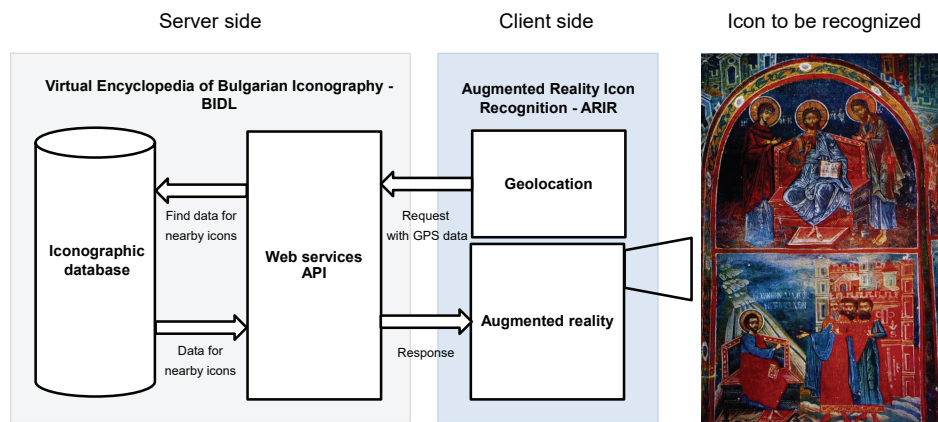 Server side
Client side
Icon to be recognized
Virtual Encyclopedia of Bulgarian Iconography -
BIDL
Augmented Reality Icon
Recognition - ARIR
Iconographic
database
Find data for
nearby icons
Data for
nearby icons
Web services
API
Request
with GPS data
Response
Geolocation
Augmented reality